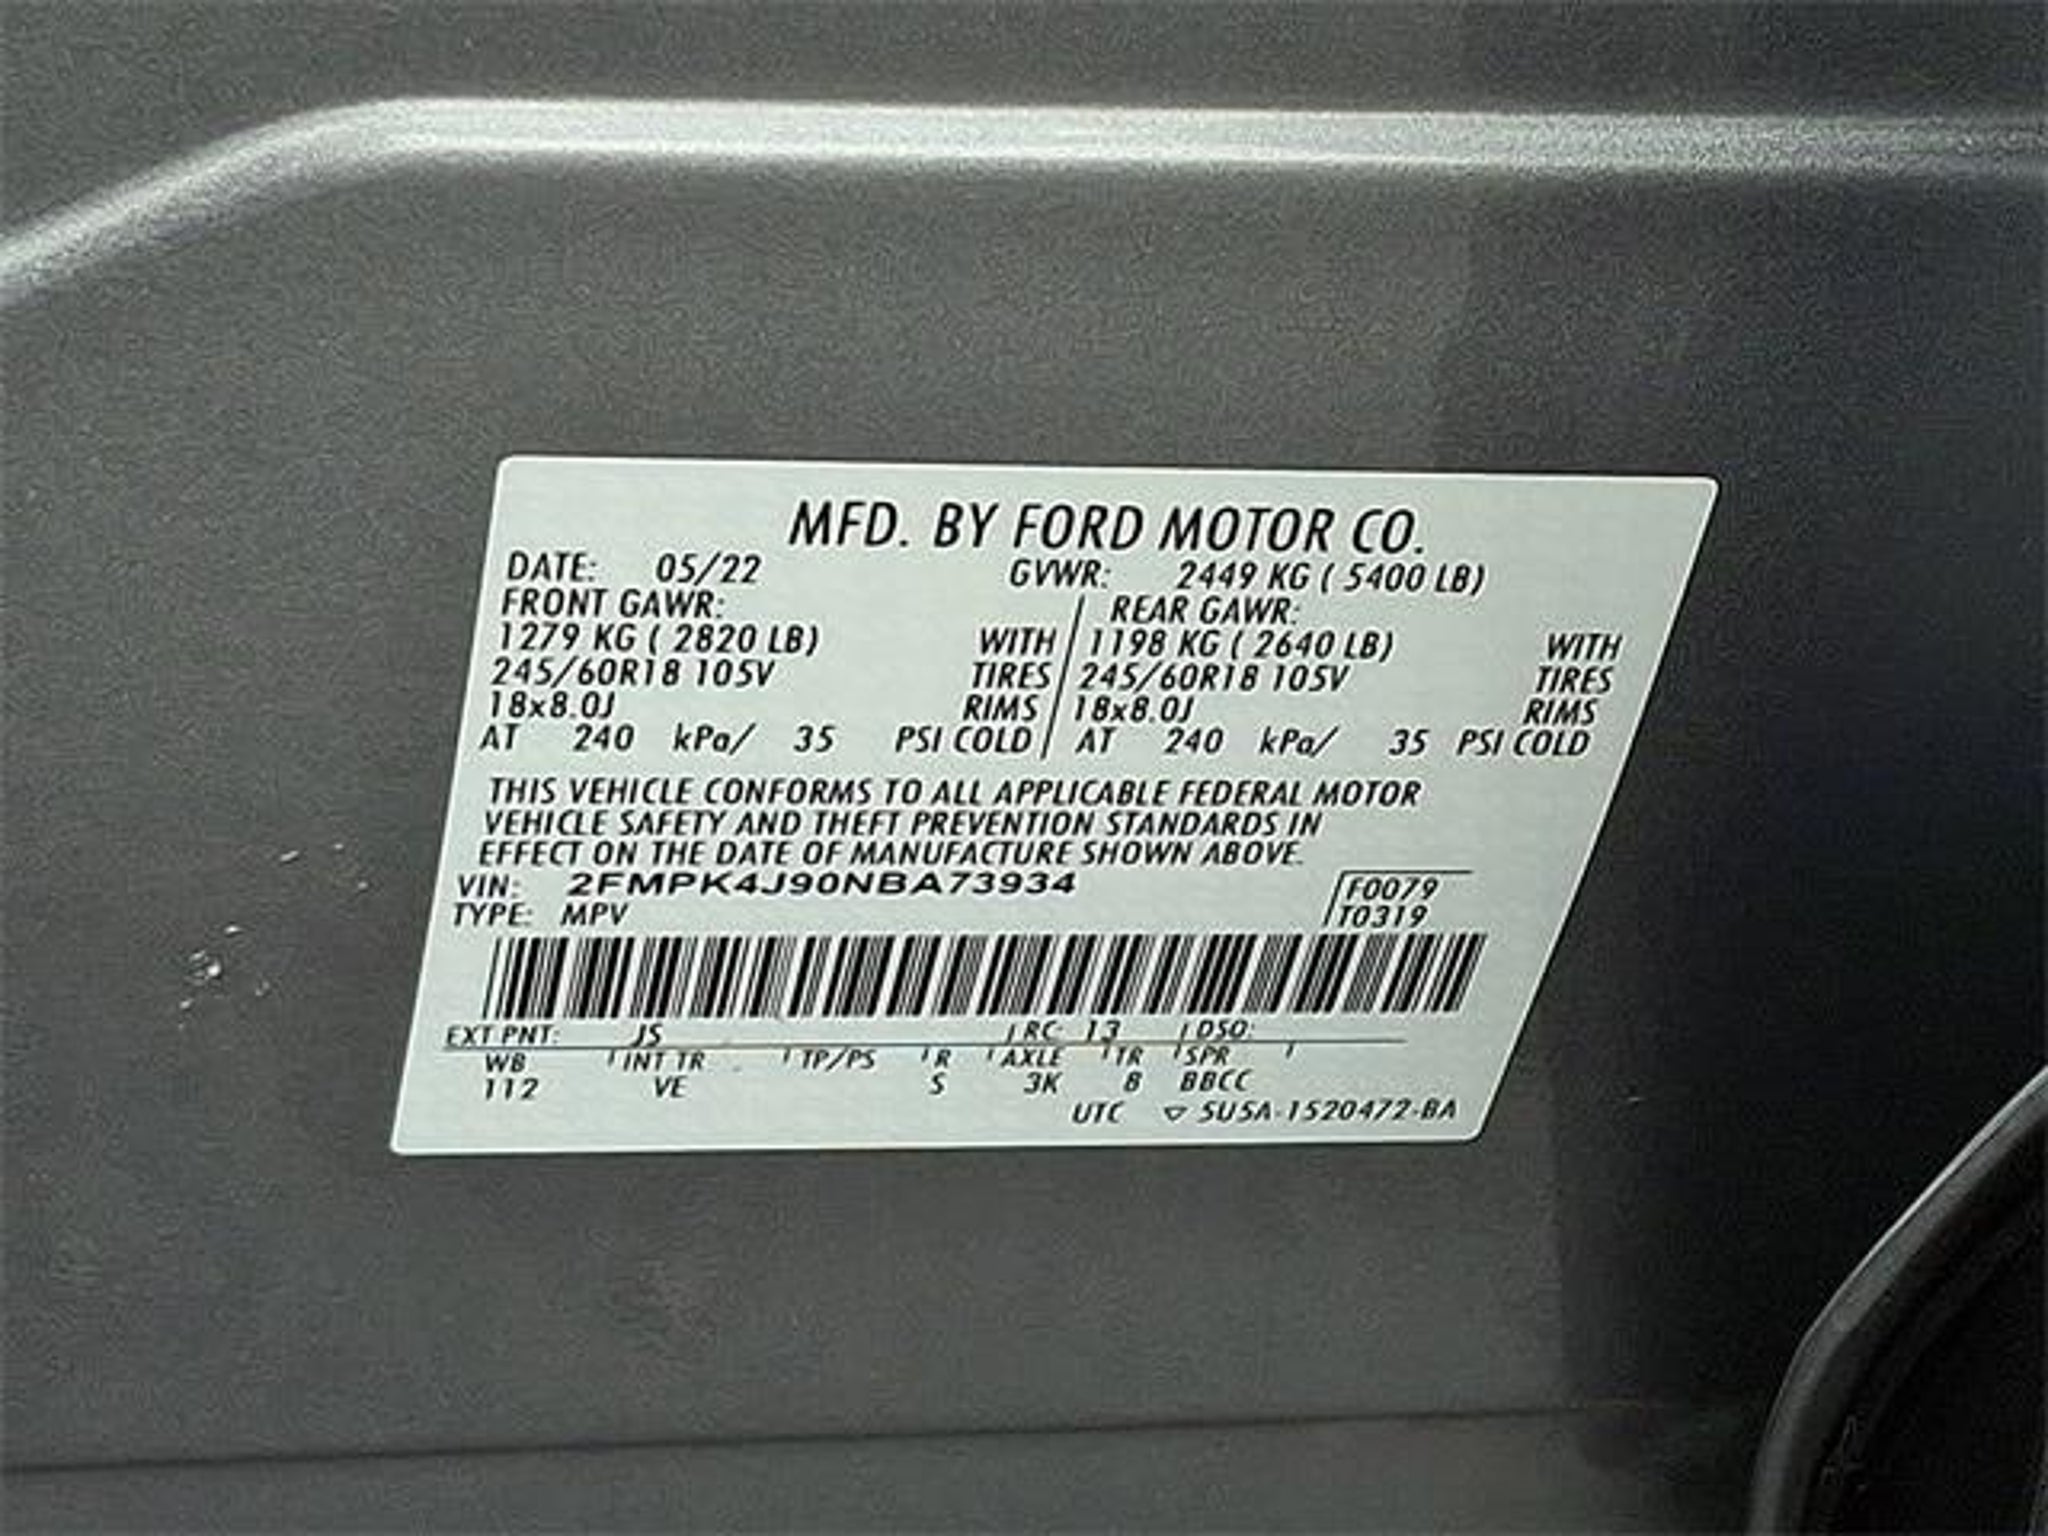 MFD. BY FORD MOTOR CO.
DATE: 05/22 GVWR: 2449 KG ( 5400 LB)
FRONT GAWR: REAR GAWR:
1279 KG ( 2820 LB) WITH 1198 KG ( 2640 LB) WITH
245/60R18 105V TIRES 245/60R18 105V TIRES
18x8.0J RIMS 18x8.0J RIMS
AT 240 kPa/ 35 PSI COLD AT 240 kPa/ 35 PSI COLD
THIS VEHICLE CONFORMS TO ALL APPLICABLE FEDERAL MOTOR
VEHICLE SAFETY AND THEFT PREVENTION STANDARDS IN
EFFECT ON THE DATE OF MANUFACTURE SHOWN ABOVE.
VIN: 2FMPK4J90NBA73934 F0079
TYPE: MPV T0319
EXT PNT: JS RC: 13 DSO:
WB INT TR TP/PS R AXLE TR SPR
112 VE S 3K 8 BBCC
UTC ▽ 5U5A-1520472-BA